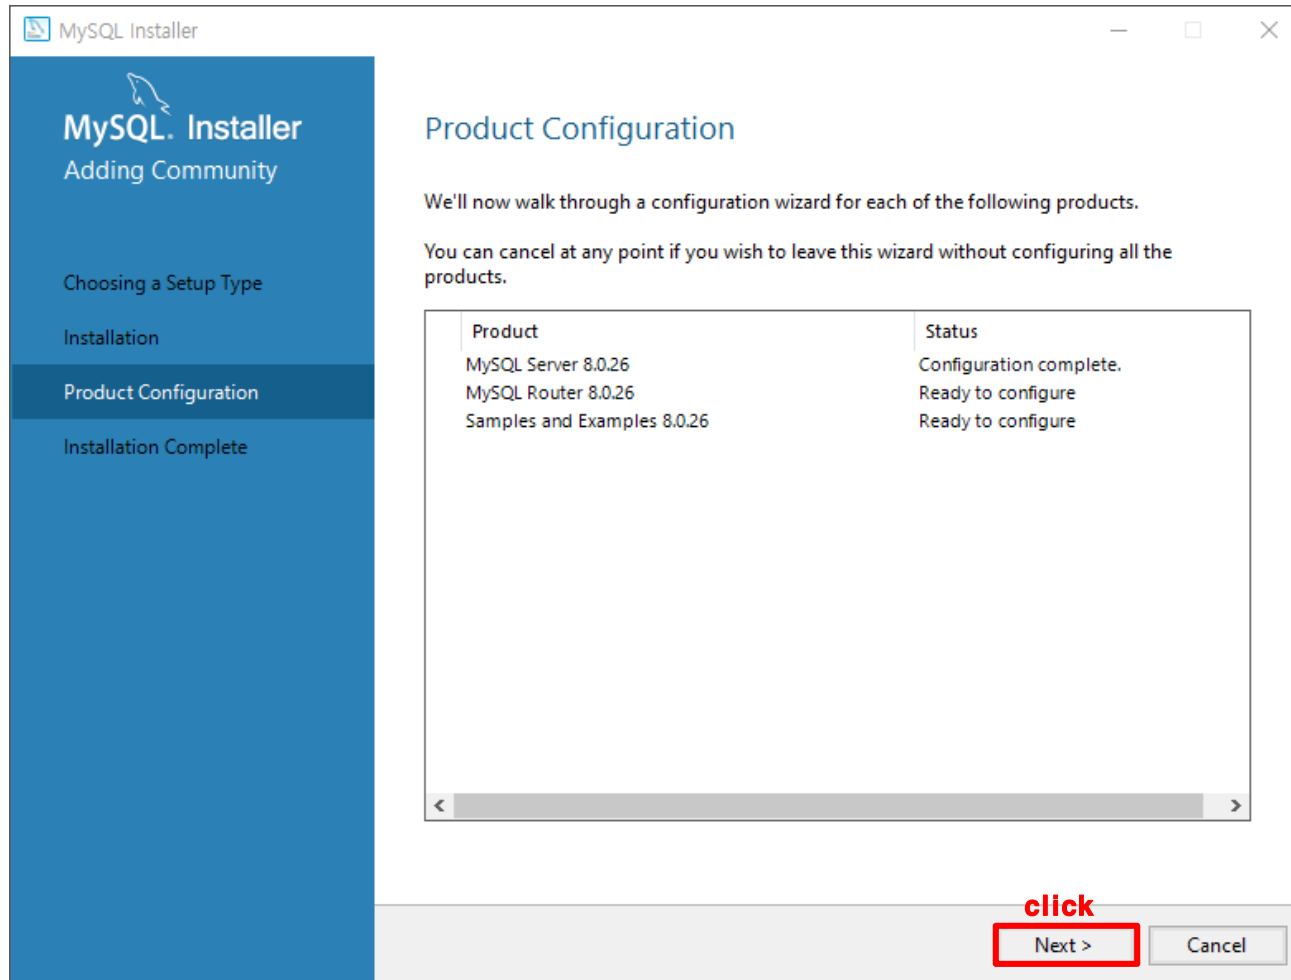 MySQL Installer
MySQL. Installer
Adding Community
Choosing a Setup Type
Installation
Product Configuration
Installation Complete
Product Configuration
We'll now walk through a configuration wizard for each of the following products.
You can cancel at any point if you wish to leave this wizard without configuring all the
products.
Product Status
MySQL Server 8.0.26 Configuration complete.
MySQL Router 8.0.26 Ready to configure
Samples and Examples 8.0.26 Ready to configure
click
Next > Cancel